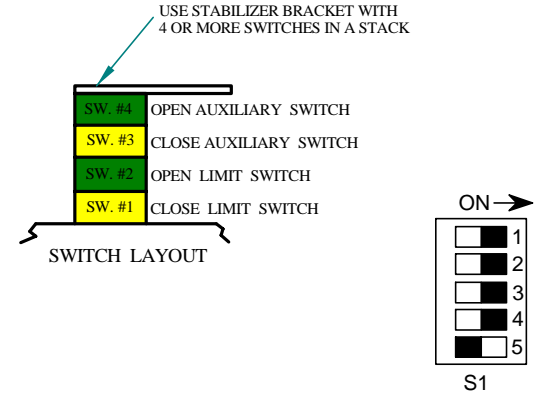 USE STABILIZER BRACKET WITH
4 OR MORE SWITCHES IN A STACK
SW. #4 OPEN AUXILIARY SWITCH
SW. #3 CLOSE AUXILIARY SWITCH
SW. #2 OPEN LIMIT SWITCH
SW. #1 CLOSE LIMIT SWITCH
SWITCH LAYOUT
ON
1
2
3
4
5
S1